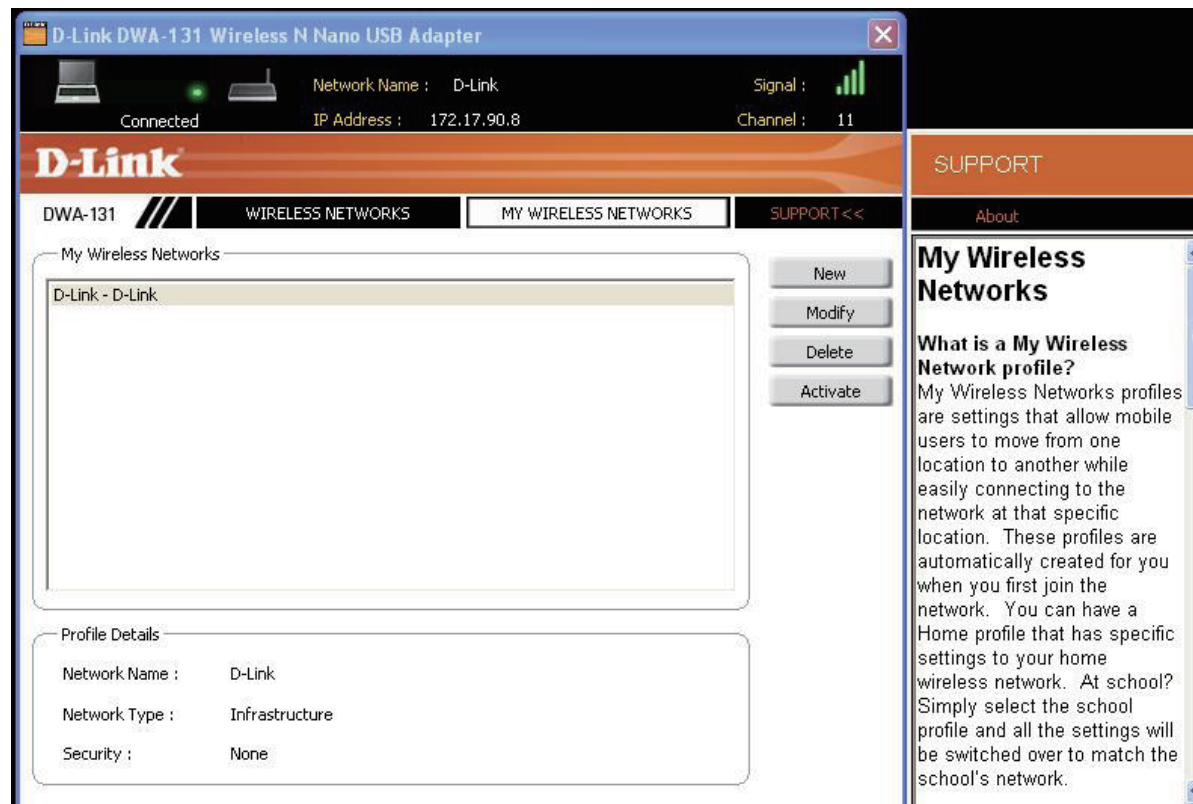 D-Link DWA-131 Wireless N Nano USB Adapter
Network Name : D-Link Signal :
Connected IP Address : 172.17.90.8 Channel : 11
D-Link
DWA-131 WIRELESS NETWORKS MY WIRELESS NETWORKS SUPPORT<<
My Wireless Networks
D-Link - D-Link
New
Modify
Delete
Activate
Profile Details
Network Name : D-Link
Network Type : Infrastructure
Security : None
SUPPORT
About
My Wireless
Networks
What is a My Wireless
Network profile?
My Wireless Networks profiles
are settings that allow mobile
users to move from one
location to another while
easily connecting to the
network at that specific
location. These profiles are
automatically created for you
when you first join the
network. You can have a
Home profile that has specific
settings to your home
wireless network. At school?
Simply select the school
profile and all the settings will
be switched over to match the
school's network.